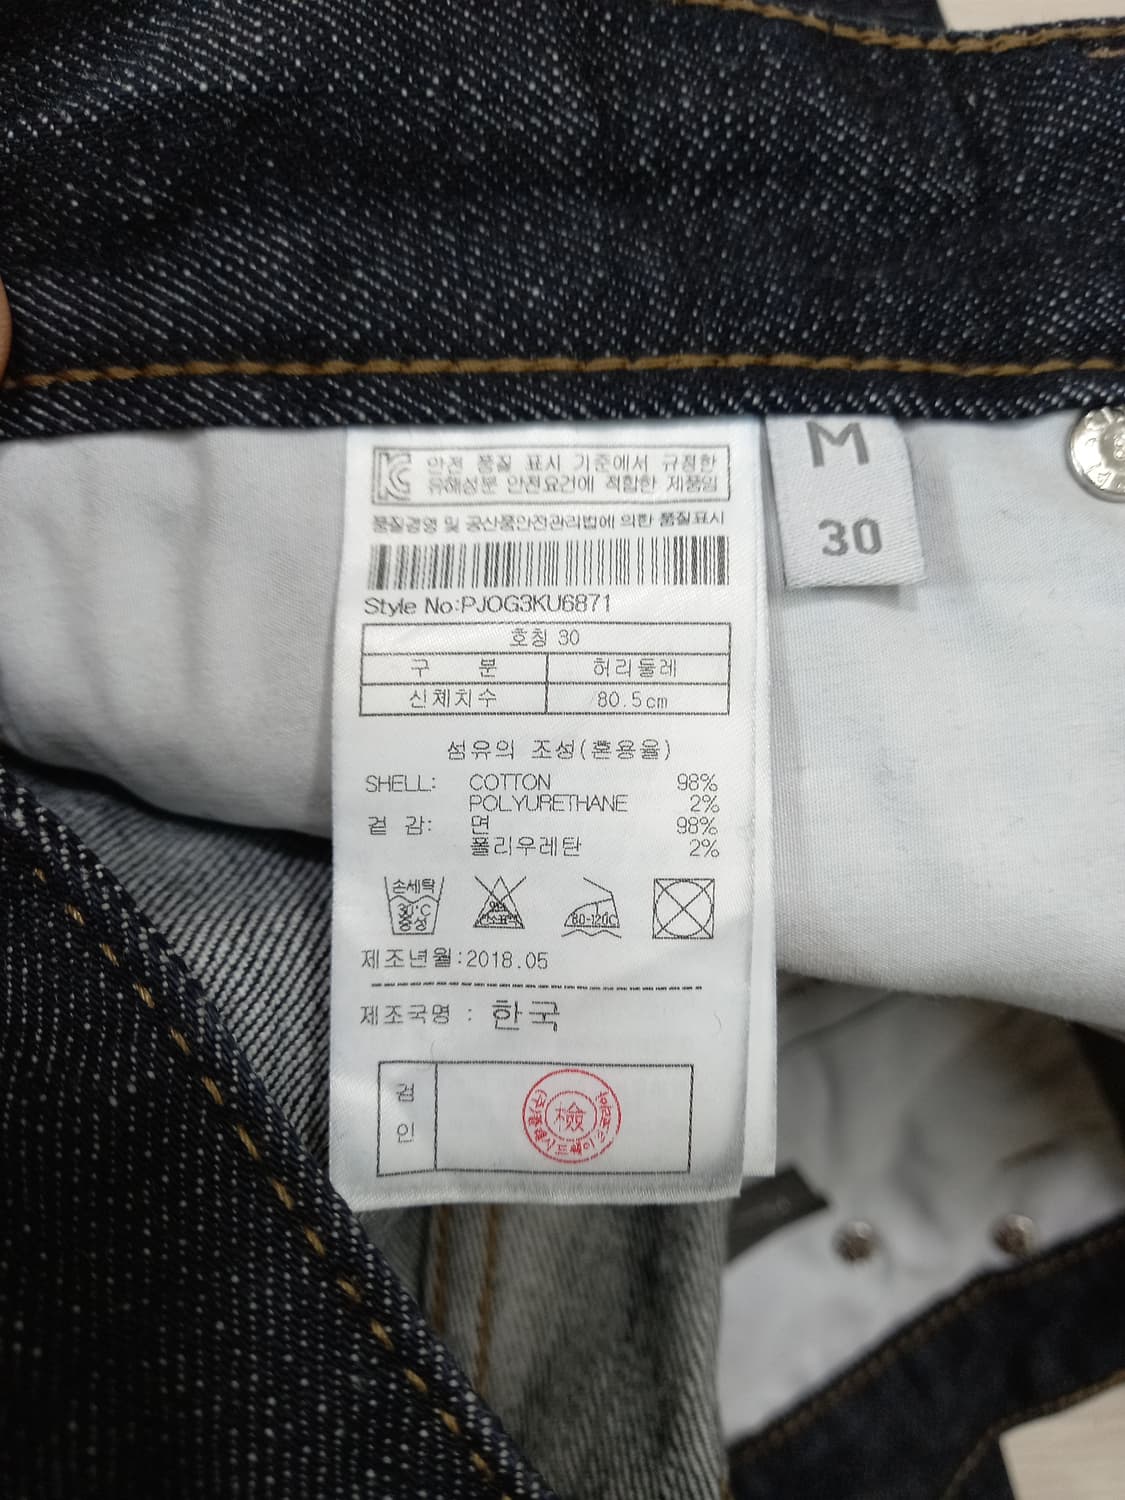 KC 안전 품질 표시 기준에서 규정한
유해성분 안전요건에 적합한 제품임
품질경영 및 공산품안전관리법에 의한 품질표시
Style No:PJOG3KU6871
호칭 30
구 분 허리둘레
신체치수 80.5cm
섬유의 조성(혼용율)
SHELL: COTTON 98%
POLYURETHANE 2%
겉 감: 면 98%
폴리우레탄 2%
손세탁
30°C
중성
80-120C
제조년월:2018.05
제조국명 : 한국
검
인
檢
M
30